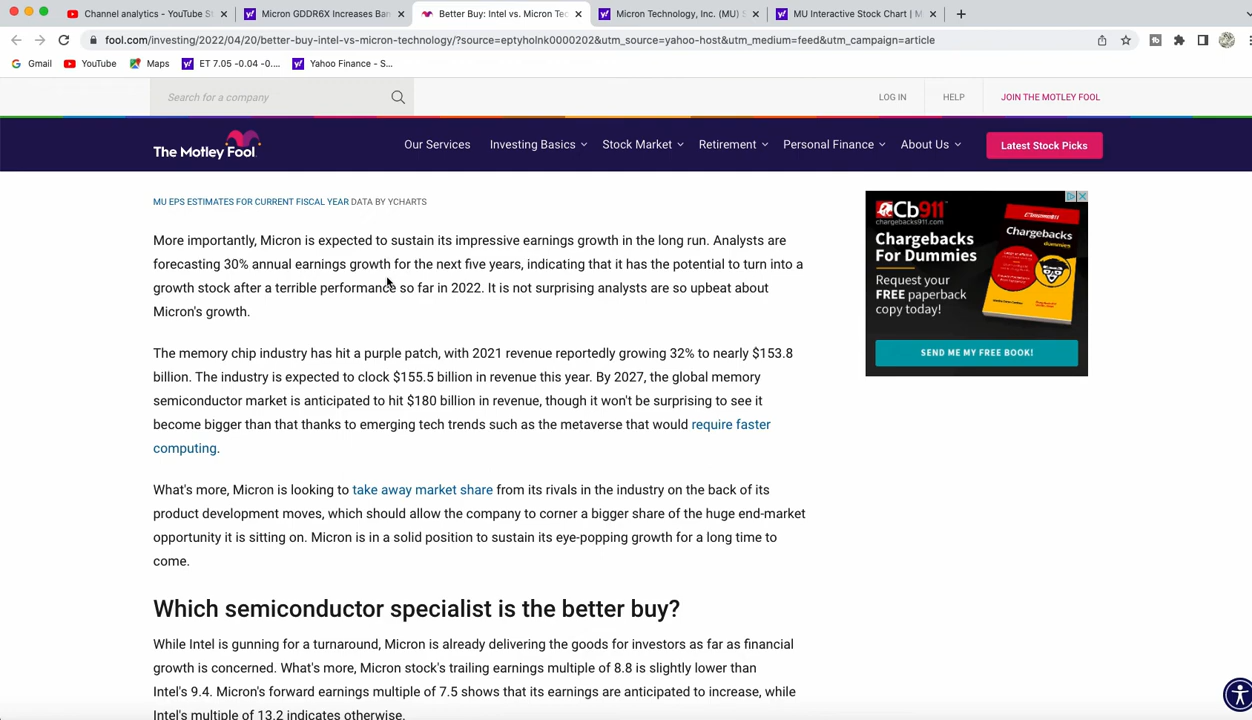 Channel analytics - YouTube St
Micron GDDR6X Increases Ban
Better Buy: Intel vs. Micron Tec
Micron Technology, Inc. (MU) S
MU Interactive Stock Chart | M
fool.com/investing/2022/04/20/better-buy-intel-vs-micron-technology/?source=eptyholnk0000202&utm_source=yahoo-host&utm_medium=feed&utm_campaign=article
Gmail
YouTube
Maps
ET 7.05 -0.04 -0....
Yahoo Finance - S...
Search for a company
LOG IN
HELP
JOIN THE MOTLEY FOOL
The Motley Fool
Our Services
Investing Basics
Stock Market
Retirement
Personal Finance
About Us
Latest Stock Picks
MU EPS ESTIMATES FOR CURRENT FISCAL YEAR DATA BY YCHARTS
More importantly, Micron is expected to sustain its impressive earnings growth in the long run. Analysts are
forecasting 30% annual earnings growth for the next five years, indicating that it has the potential to turn into a
growth stock after a terrible performance so far in 2022. It is not surprising analysts are so upbeat about
Micron's growth.
The memory chip industry has hit a purple patch, with 2021 revenue reportedly growing 32% to nearly $153.8
billion. The industry is expected to clock $155.5 billion in revenue this year. By 2027, the global memory
semiconductor market is anticipated to hit $180 billion in revenue, though it won't be surprising to see it
become bigger than that thanks to emerging tech trends such as the metaverse that would require faster
computing.
What's more, Micron is looking to take away market share from its rivals in the industry on the back of its
product development moves, which should allow the company to corner a bigger share of the huge end-market
opportunity it is sitting on. Micron is in a solid position to sustain its eye-popping growth for a long time to
come.
Which semiconductor specialist is the better buy?
While Intel is gunning for a turnaround, Micron is already delivering the goods for investors as far as financial
growth is concerned. What's more, Micron stock's trailing earnings multiple of 8.8 is slightly lower than
Intel's 9.4. Micron's forward earnings multiple of 7.5 shows that its earnings are anticipated to increase, while
Intel's multiple of 13.2 indicates otherwise.
Cb911
chargebacks911.com
Chargebacks
For Dummies
Request your
FREE paperback
copy today!
Chargebacks
dummies
SEND ME MY FREE BOOK!